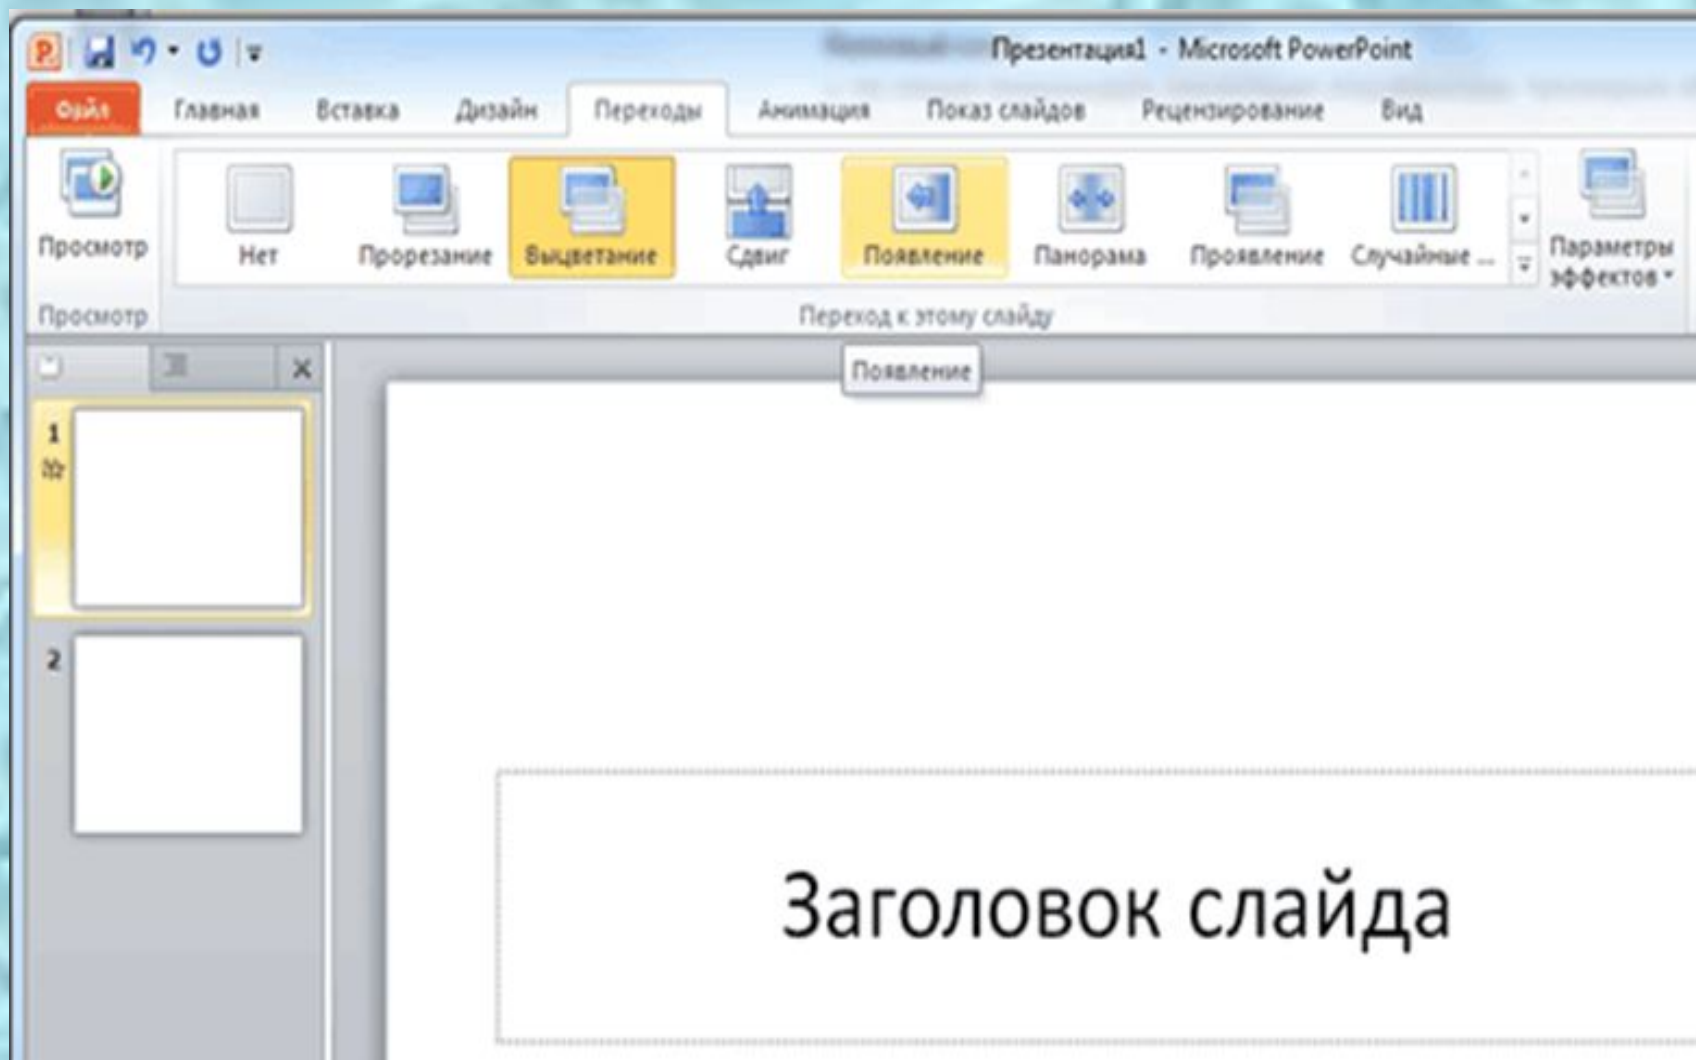 Презентация1 - Microsoft PowerPoint
Файл Главная Вставка Дизайн Переходы Анимация Показ слайдов Рецензирование Вид
Просмотр Нет Прорезание Выцветание Сдвиг Появление Панорама Проявление Случайные ... Параметры эффектов
Просмотр Переход к этому слайду
Появление
1
2
Заголовок слайда